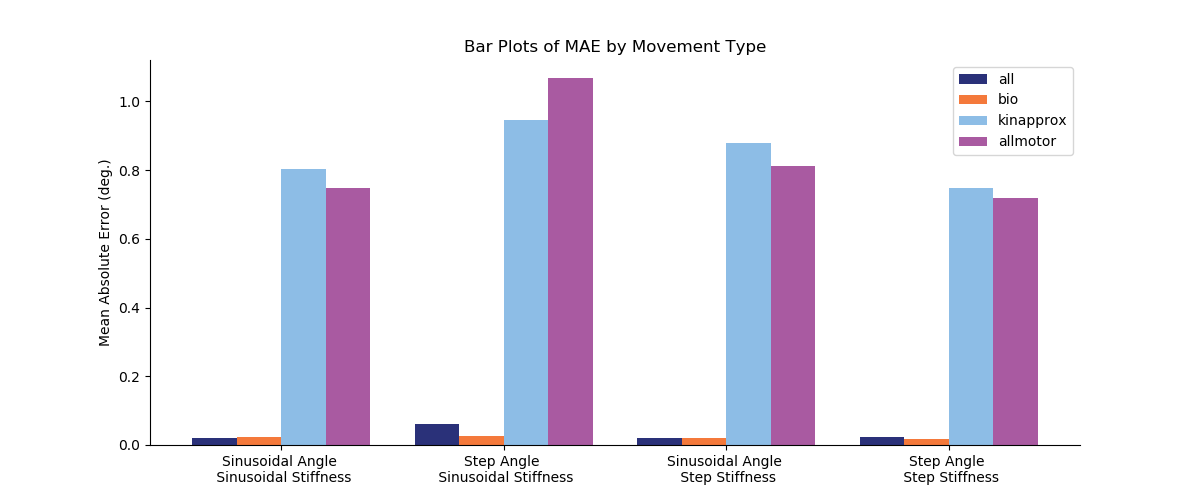 Bar Plots of MAE by Movement Type
Mean Absolute Error (deg.)
1.0
0.8
0.6
0.4
0.2
0.0
all
bio
kinapprox
allmotor
Sinusoidal Angle
Sinusoidal Stiffness
Step Angle
Sinusoidal Stiffness
Sinusoidal Angle
Step Stiffness
Step Angle
Step Stiffness